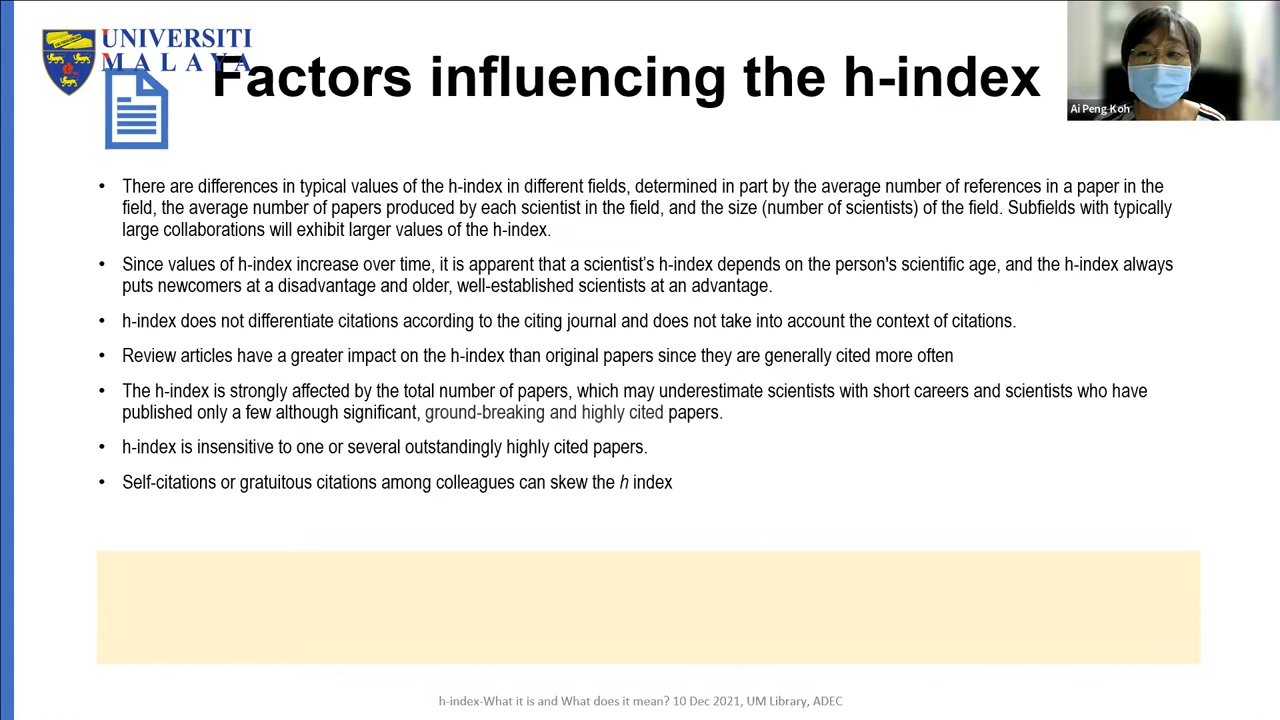 UNIVERSITI
MALAYA
Factors influencing the h-index
Ai Peng Koh
• There are differences in typical values of the h-index in different fields, determined in part by the average number of references in a paper in the
field, the average number of papers produced by each scientist in the field, and the size (number of scientists) of the field. Subfields with typically
large collaborations will exhibit larger values of the h-index.
• Since values of h-index increase over time, it is apparent that a scientist’s h-index depends on the person's scientific age, and the h-index always
puts newcomers at a disadvantage and older, well-established scientists at an advantage.
• h-index does not differentiate citations according to the citing journal and does not take into account the context of citations.
• Review articles have a greater impact on the h-index than original papers since they are generally cited more often
• The h-index is strongly affected by the total number of papers, which may underestimate scientists with short careers and scientists who have
published only a few although significant, ground-breaking and highly cited papers.
• h-index is insensitive to one or several outstandingly highly cited papers.
• Self-citations or gratuitous citations among colleagues can skew the h index
h-index-What it is and What does it mean? 10 Dec 2021, UM Library, ADEC